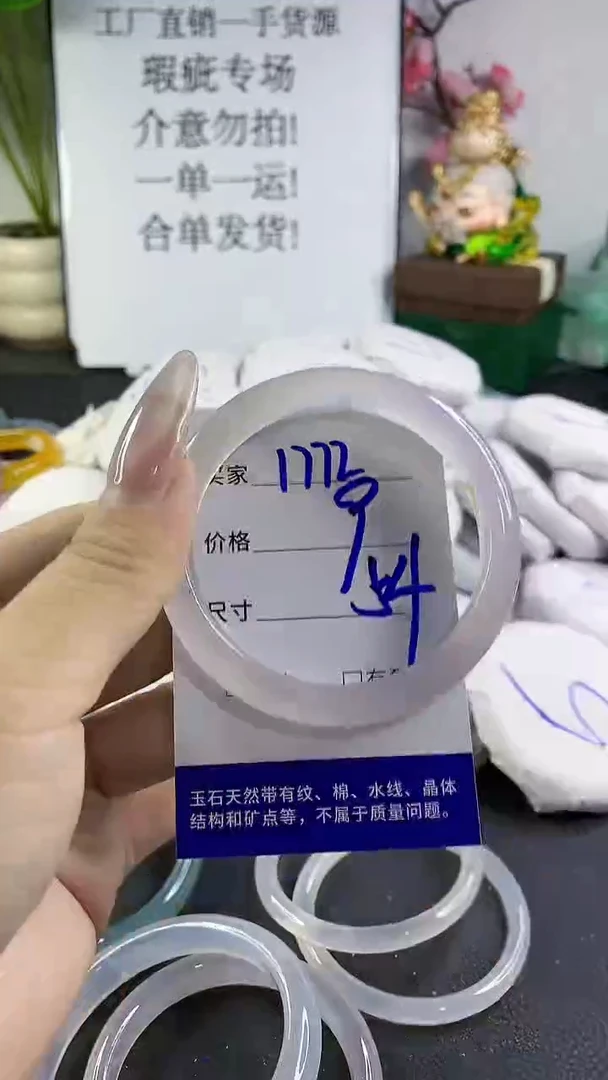 工厂直销一手货源
瑕疵专场
介意勿拍!
一单一运!
合单发货!
买家 1772
价格 9
尺寸 54
玉石天然带有纹、棉、水线、晶体
结构和矿点等，不属于质量问题。